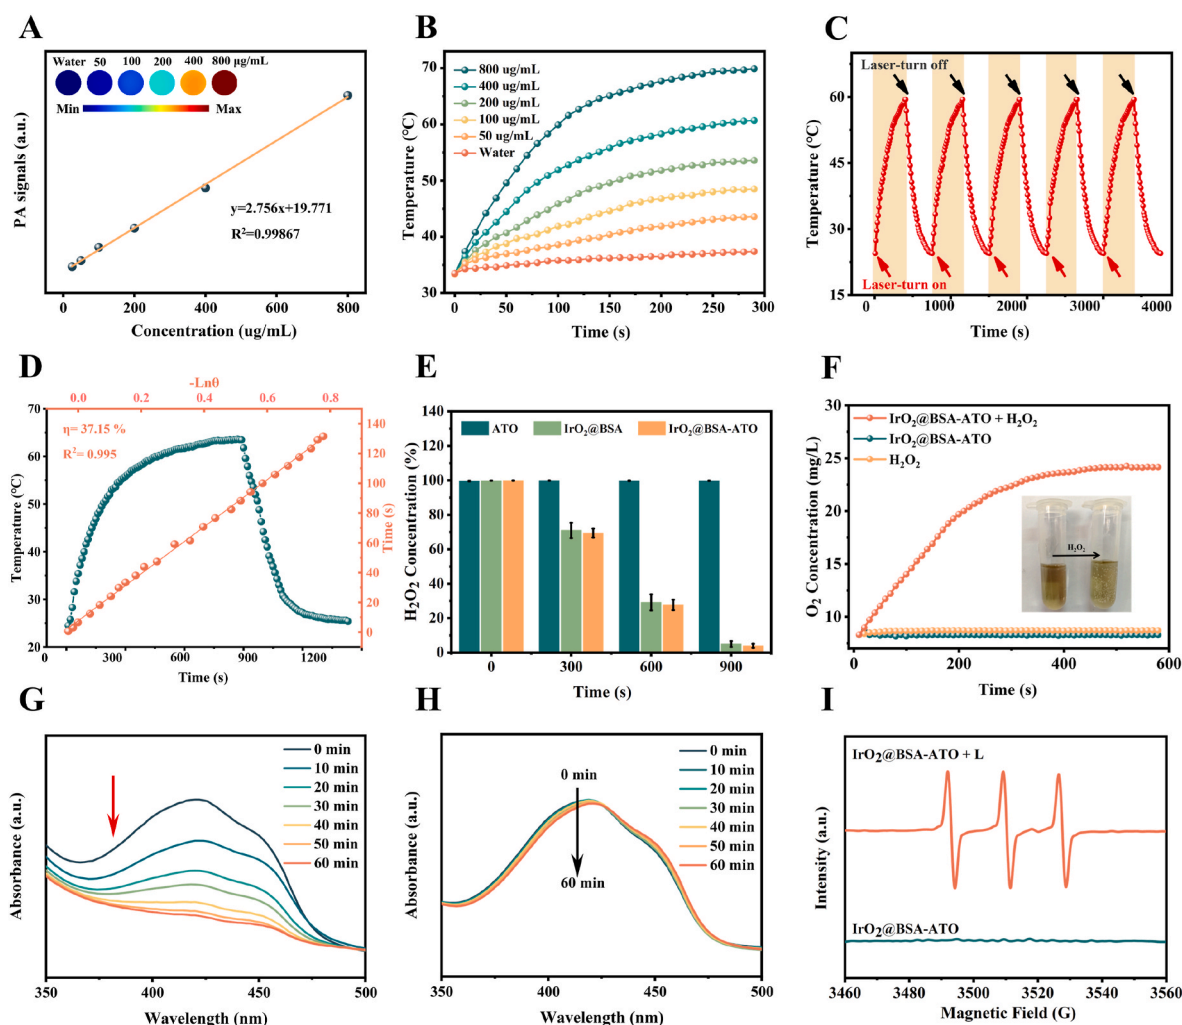 A
Water 50 100 200 400 800 μg/mL
Min Max
y=2.756x+19.771
R²=0.99867
PA signals (a.u.)
0 200 400 600 800
Concentration (ug/mL)
B
70
60
50
40
30
Temperature (℃)
800 ug/mL
400 ug/mL
200 ug/mL
100 ug/mL
50 ug/mL
Water
0 50 100 150 200 250 300
Time (s)
C
Laser-turn off
60
45
30
15
Temperature (℃)
Laser-turn on
0 1000 2000 3000 4000
Time (s)
D
-Lnθ
0.0 0.2 0.4 0.6 0.8
η= 37.15 %
R²= 0.995
70
60
50
40
30
20
Temperature (℃)
140
120
100
80
60
40
20
0
Time (s)
300 600 900 1200
Time (s)
E
140
120
100
80
60
40
20
0
H₂O₂ Concentration (%)
ATO IrO₂@BSA IrO₂@BSA-ATO
0 300 600 900
Time (s)
F
IrO₂@BSA-ATO + H₂O₂
IrO₂@BSA-ATO
H₂O₂
30
25
20
15
10
O₂ Concentration (mg/L)
H₂O₂
0 200 400 600
Time (s)
G
0 min
10 min
20 min
30 min
40 min
50 min
60 min
Absorbance (a.u.)
350 400 450 500
Wavelength (nm)
H
0 min
60 min
0 min
10 min
20 min
30 min
40 min
50 min
60 min
Absorbance (a.u.)
350 400 450 500
Wavelength (nm)
I
IrO₂@BSA-ATO + L
IrO₂@BSA-ATO
Intensity (a.u.)
3460 3480 3500 3520 3540 3560
Magnetic Field (G)